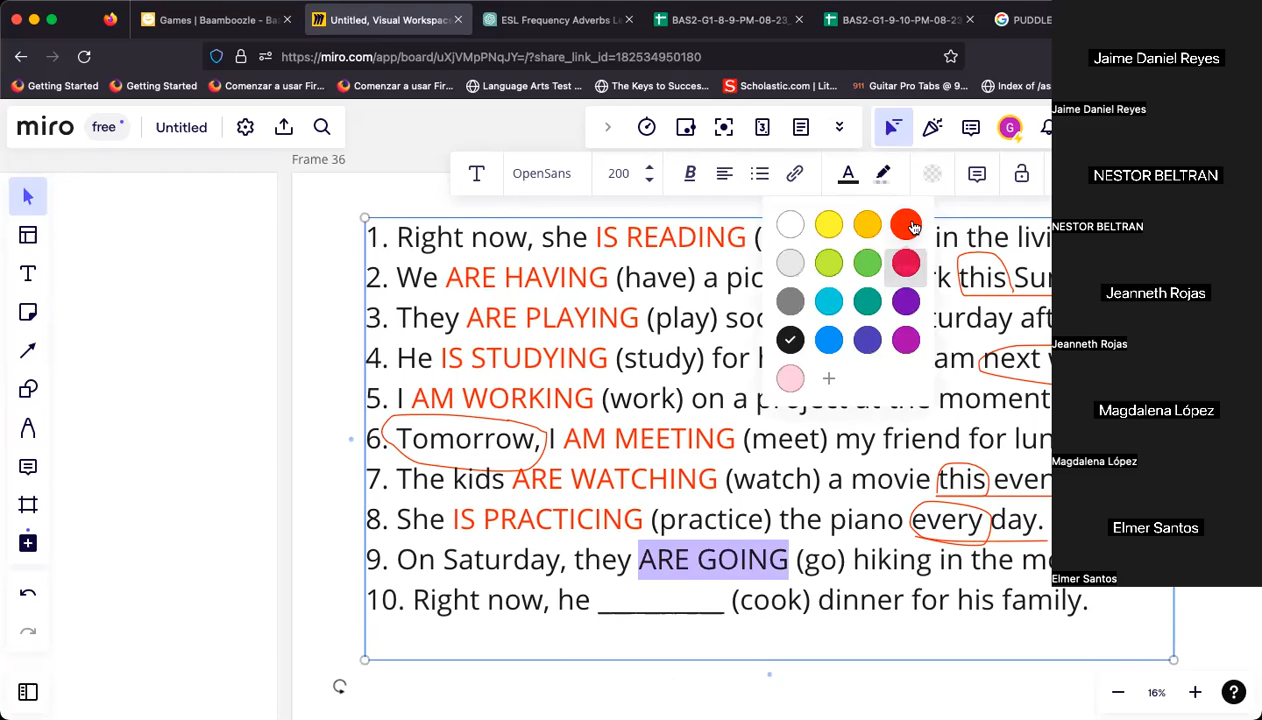 Games | Baamboozle - Ba
Untitled, Visual Workspace
ESL Frequency Adverbs Le
BAS2-G1-8-9-PM-08-23_
BAS2-G1-9-10-PM-08-23_
PUDDLE
https://miro.com/app/board/uXjVMpPNqJY=/?share_link_id=182534950180
Getting Started
Getting Started
Comenzar a usar Fir...
Comenzar a usar Fir...
Language Arts Test ...
The Keys to Succes...
Scholastic.com | Lit...
911 Guitar Pro Tabs @ 9...
Index of /as
miro free Untitled
Frame 36
OpenSans 200
1. Right now, she IS READING ( in the livi
2. We ARE HAVING (have) a pic rk this Sun
3. They ARE PLAYING (play) soc turday aft
4. He IS STUDYING (study) for h am next w
5. I AM WORKING (work) on a project at the moment
6. Tomorrow, I AM MEETING (meet) my friend for lun
7. The kids ARE WATCHING (watch) a movie this even
8. She IS PRACTICING (practice) the piano every day.
9. On Saturday, they ARE GOING (go) hiking in the mo
10. Right now, he __________ (cook) dinner for his family.
16%
Jaime Daniel Reyes
Jaime Daniel Reyes
NESTOR BELTRAN
NESTOR BELTRAN
Jeanneth Rojas
Jeanneth Rojas
Magdalena López
Magdalena López
Elmer Santos
Elmer Santos